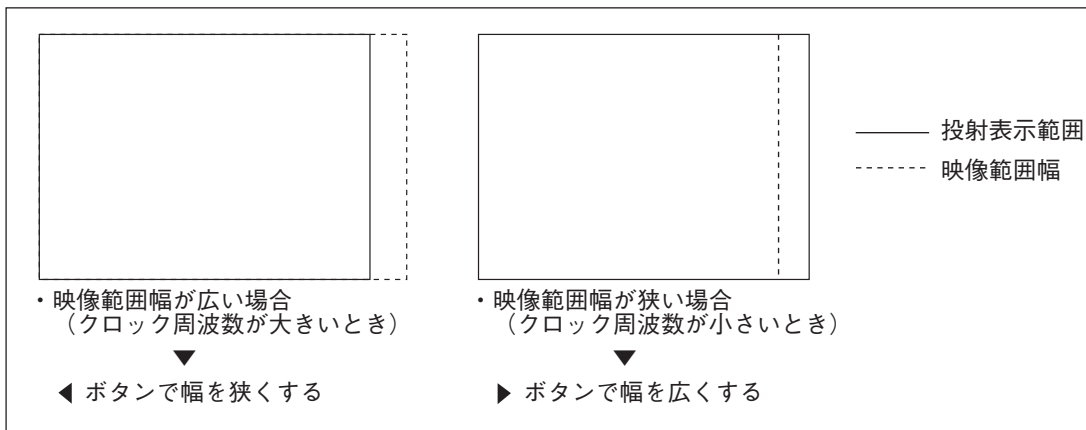 ・映像範囲幅が広い場合
（クロック周波数が大きいとき）
▼
◀ ボタンで幅を狭くする
・映像範囲幅が狭い場合
（クロック周波数が小さいとき）
▼
▶ ボタンで幅を広くする
投射表示範囲
映像範囲幅